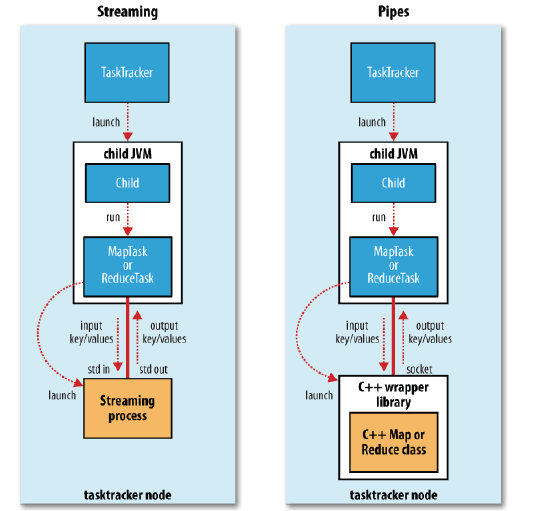 Streaming
TaskTracker
launch
child JVM
Child
run
MapTask
or
ReduceTask
input
key/values
output
key/values
std in
std out
launch
Streaming
process
tasktracker node
Pipes
TaskTracker
launch
child JVM
Child
run
MapTask
or
ReduceTask
input
key/values
output
key/values
socket
launch
C++ wrapper
library
C++ Map or
Reduce class
tasktracker node